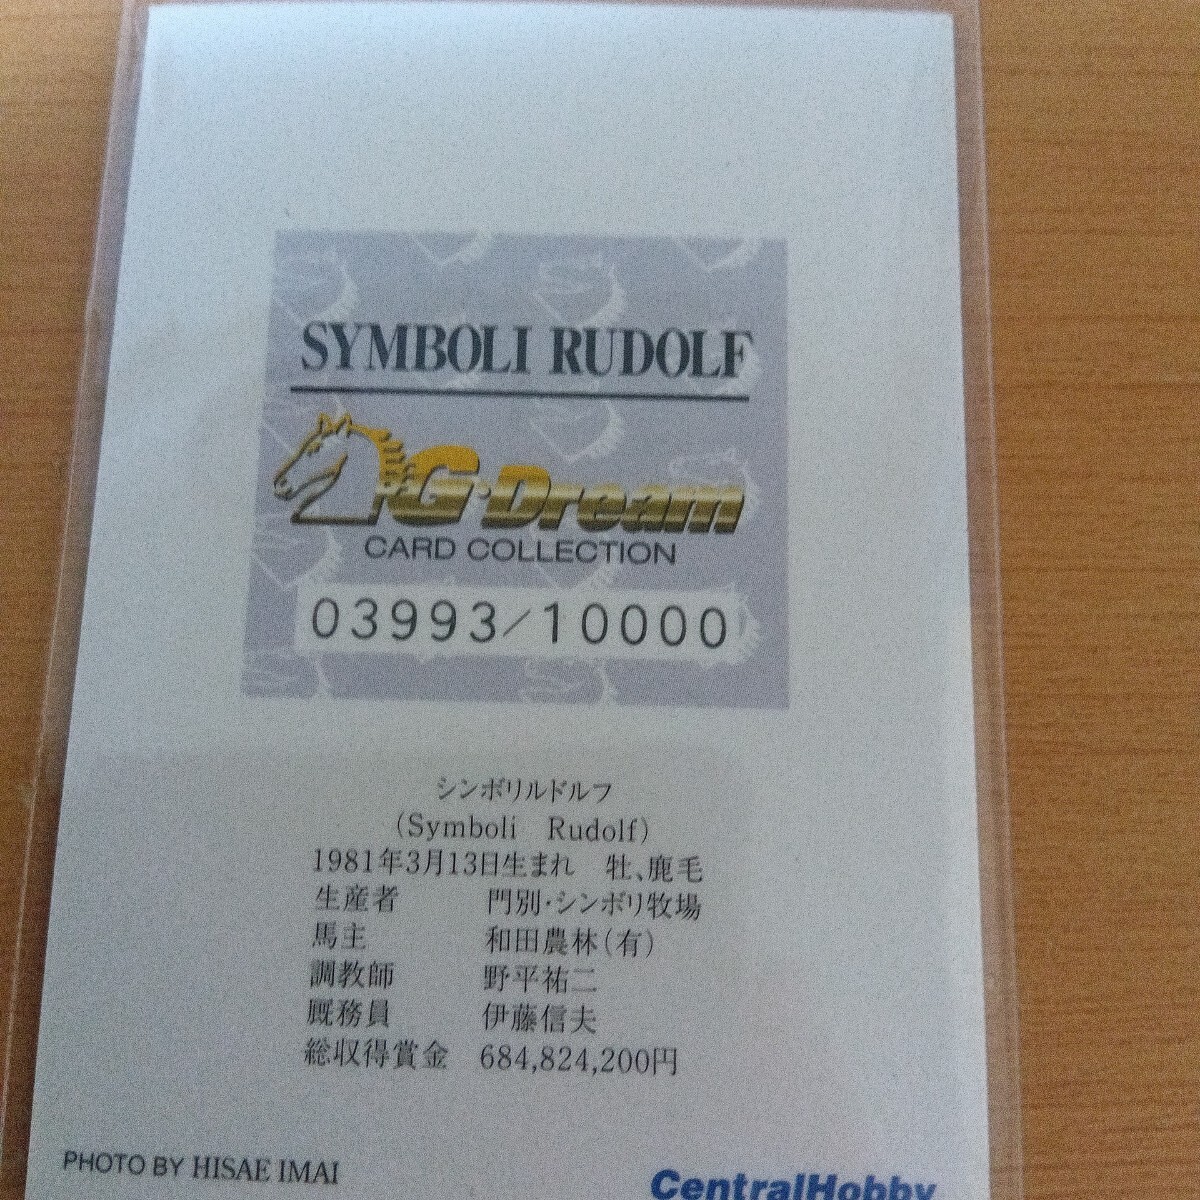 SYMBOLI RUDOLF
G·Dream
CARD COLLECTION
03993/10000
シンボリルドルフ
(Symboli Rudolf)
1981年3月13日生まれ 牡、鹿毛
生産者 門別・シンボリ牧場
馬主 和田農林(有)
調教師 野平祐二
厩務員 伊藤信夫
総収得賞金 684,824,200円
PHOTO BY HISAE IMAI
CentralHobby